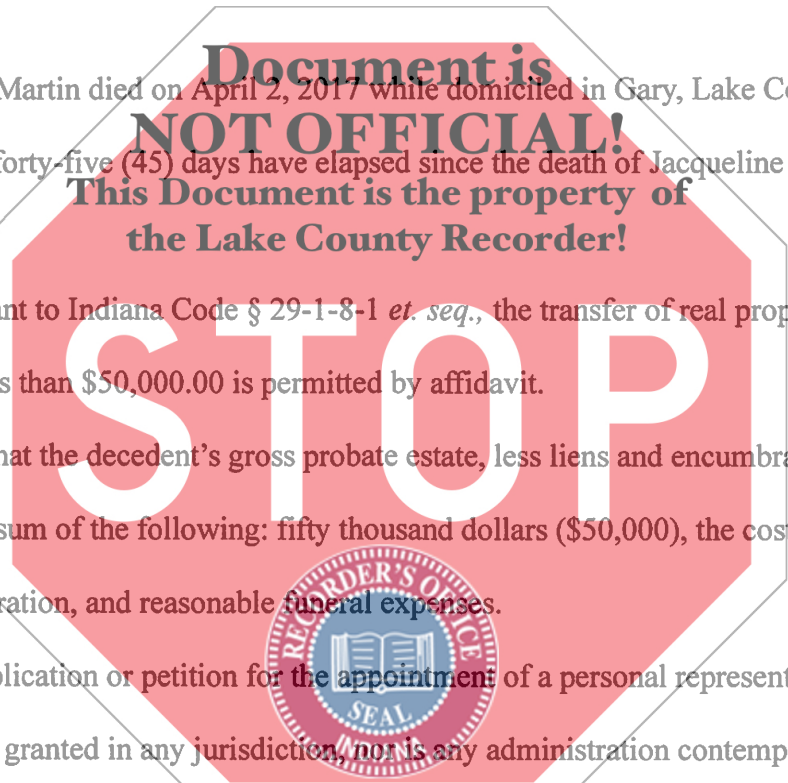 Document is
Martin died on April 2, 2017 while domiciled in Gary, Lake Co
NOT OFFICIAL!
forty-five (45) days have elapsed since the death of Jacqueline
This Document is the property of
the Lake County Recorder!
nt to Indiana Code § 29-1-8-1 et. seq., the transfer of real prop
STOP
s than $50,000.00 is permitted by affidavit.
hat the decedent's gross probate estate, less liens and encumbra
sum of the following: fifty thousand dollars ($50,000), the cos
ration, and reasonable funeral expenses.
RECORDER'S OFFICE
plication or petition for the appointment of a personal represent
SEAL
granted in any jurisdiction, nor is any administration contemp
INDIANA